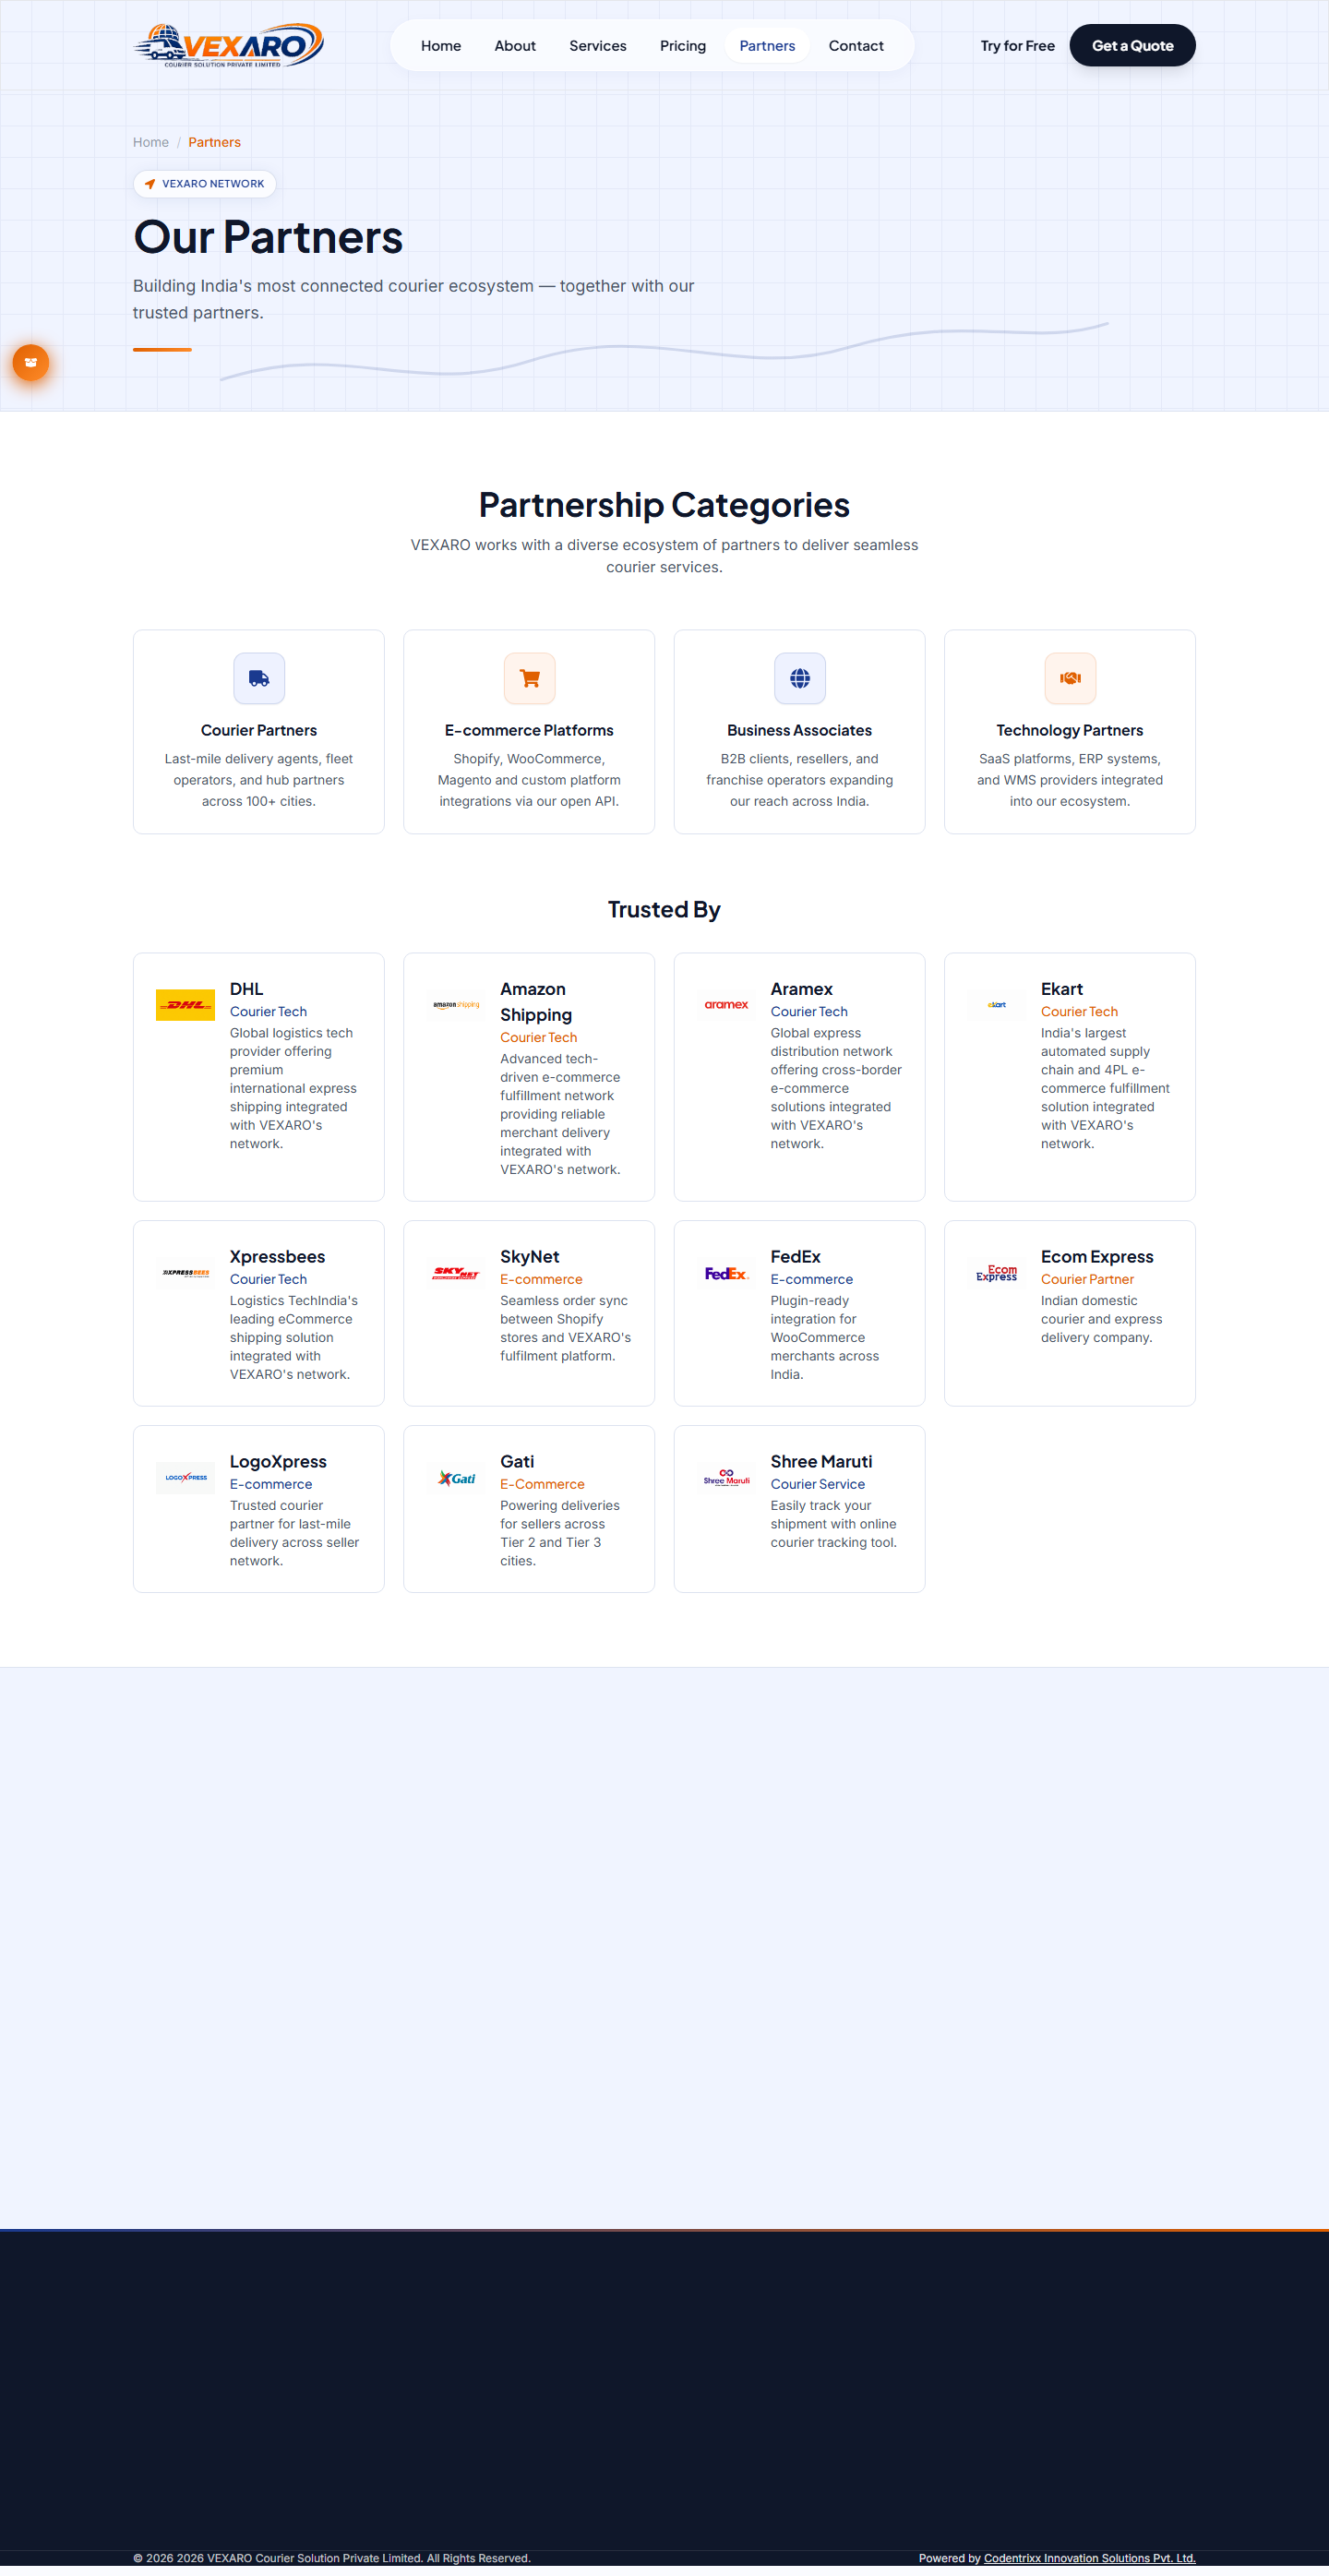 VEXARO
COURIER SOLUTION PRIVATE LIMITED
Home
About
Services
Pricing
Partners
Contact
Try for Free
Get a Quote
Home / Partners
VEXARO NETWORK
Our Partners
Building India's most connected courier ecosystem — together with our
trusted partners.
Partnership Categories
VEXARO works with a diverse ecosystem of partners to deliver seamless
courier services.
Courier Partners
Last-mile delivery agents, fleet
operators, and hub partners
across 100+ cities.
E-commerce Platforms
Shopify, WooCommerce,
Magento and custom platform
integrations via our open API.
Business Associates
B2B clients, resellers, and
franchise operators expanding
our reach across India.
Technology Partners
SaaS platforms, ERP systems,
and WMS providers integrated
into our ecosystem.
Trusted By
DHL
DHL
Courier Tech
Global logistics tech
provider offering
premium
international express
shipping integrated
with VEXARO's
network.
amazon shipping
Amazon
Shipping
Courier Tech
Advanced tech-
driven e-commerce
fulfillment network
providing reliable
merchant delivery
integrated with
VEXARO's network.
aramex
Aramex
Courier Tech
Global express
distribution network
offering cross-border
e-commerce
solutions integrated
with VEXARO's
network.
ekart
Ekart
Courier Tech
India's largest
automated supply
chain and 4PL e-
commerce fulfillment
solution integrated
with VEXARO's
network.
XPRESSBEES
Xpressbees
Courier Tech
Logistics TechIndia's
leading eCommerce
shipping solution
integrated with
VEXARO's network.
SKYNET
SkyNet
E-commerce
Seamless order sync
between Shopify
stores and VEXARO's
fulfilment platform.
FedEx
FedEx
E-commerce
Plugin-ready
integration for
WooCommerce
merchants across
India.
Ecom
Express
Ecom Express
Courier Partner
Indian domestic
courier and express
delivery company.
LOGOXPRESS
LogoXpress
E-commerce
Trusted courier
partner for last-mile
delivery across seller
network.
Gati
Gati
E-Commerce
Powering deliveries
for sellers across
Tier 2 and Tier 3
cities.
Shree Maruti
Shree Maruti
Courier Service
Easily track your
shipment with online
courier tracking tool.
© 2026 2026 VEXARO Courier Solution Private Limited. All Rights Reserved.
Powered by Codentrixx Innovation Solutions Pvt. Ltd.